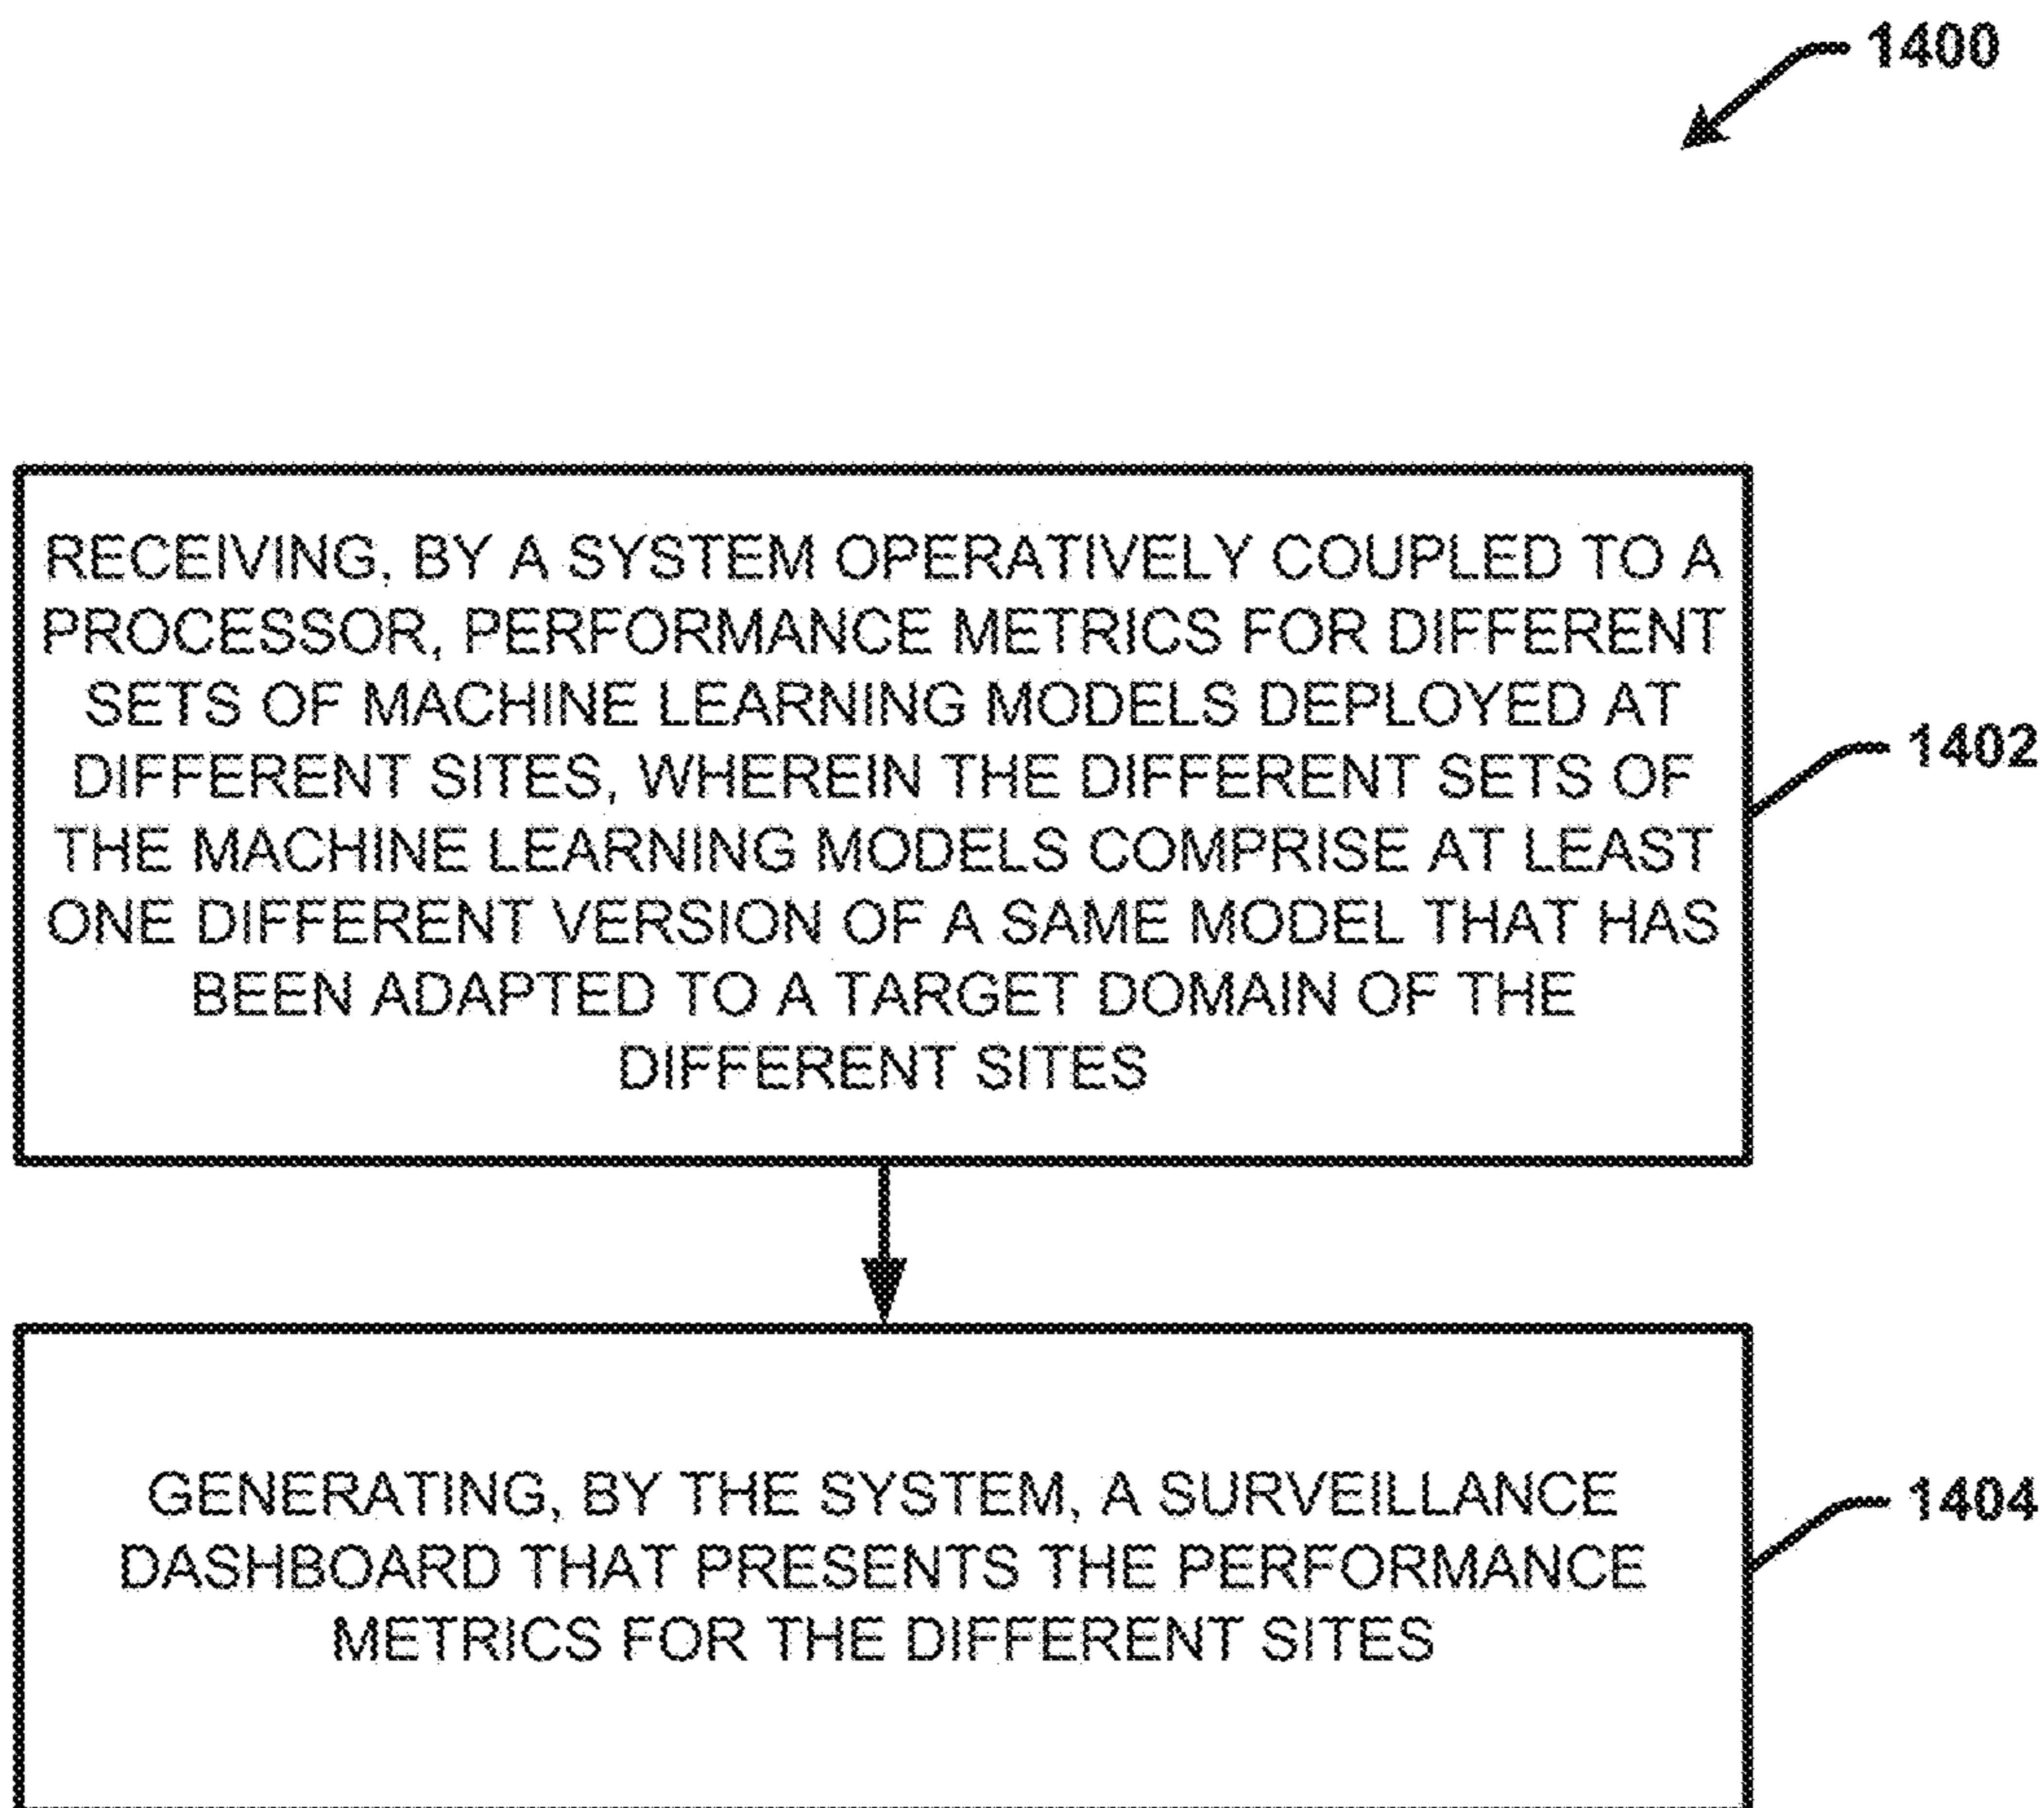 1400
RECEIVING, BY A SYSTEM OPERATIVELY COUPLED TO A
PROCESSOR, PERFORMANCE METRICS FOR DIFFERENT
SETS OF MACHINE LEARNING MODELS DEPLOYED AT
DIFFERENT SITES, WHEREIN THE DIFFERENT SETS OF
THE MACHINE LEARNING MODELS COMPRISE AT LEAST
ONE DIFFERENT VERSION OF A SAME MODEL THAT HAS
BEEN ADAPTED TO A TARGET DOMAIN OF THE
DIFFERENT SITES
1402
GENERATING, BY THE SYSTEM, A SURVEILLANCE
DASHBOARD THAT PRESENTS THE PERFORMANCE
METRICS FOR THE DIFFERENT SITES
1404